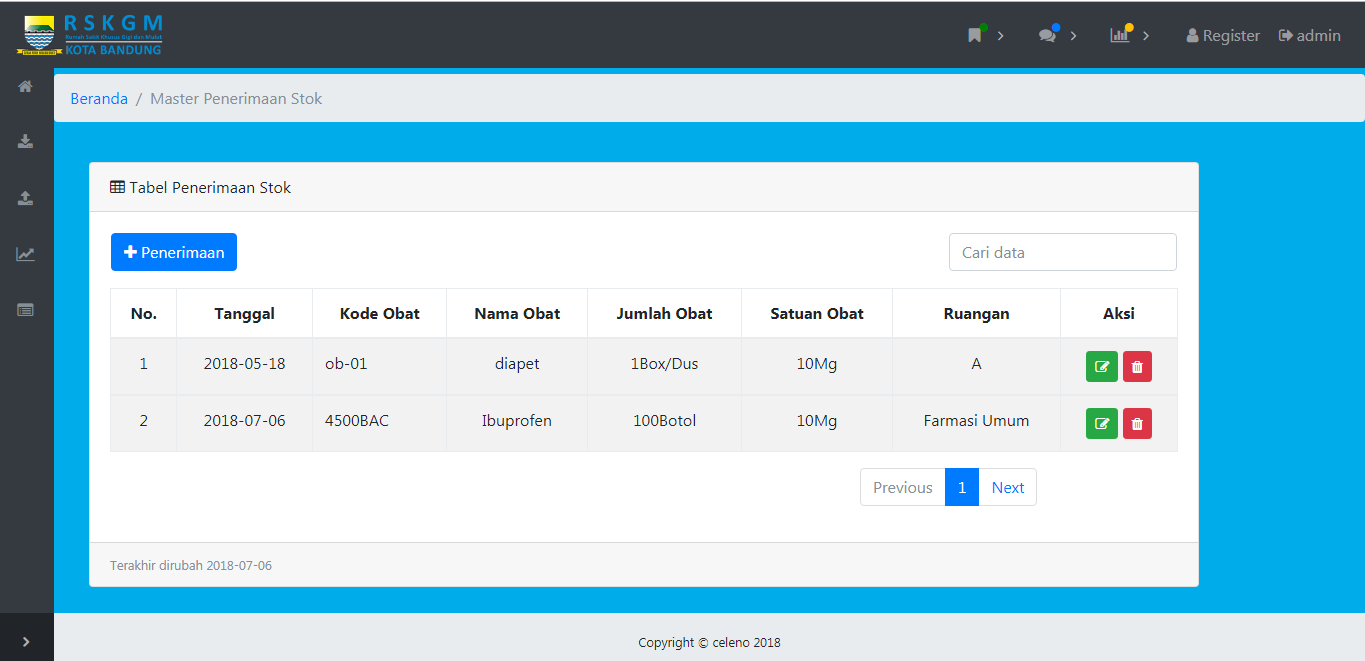 R S K G M
Rumah Sakit Khusus Gigi dan Mulut
KOTA BANDUNG
Register admin
Beranda / Master Penerimaan Stok
Tabel Penerimaan Stok
Penerimaan Cari data
No. Tanggal Kode Obat Nama Obat Jumlah Obat Satuan Obat Ruangan Aksi
1 2018-05-18 ob-01 diapet 1Box/Dus 10Mg A
2 2018-07-06 4500BAC Ibuprofen 100Botol 10Mg Farmasi Umum
Previous 1 Next
Terakhir dirubah 2018-07-06
Copyright © celeno 2018